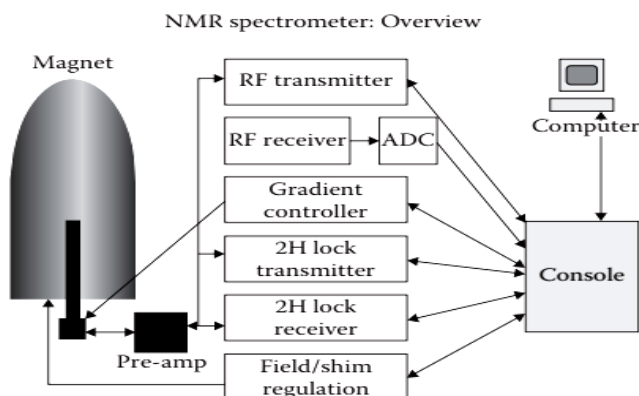 NMR spectrometer: Overview
Magnet
RF transmitter
RF receiver
ADC
Computer
Gradient
controller
2H lock
transmitter
Console
2H lock
receiver
Pre-amp
Field/shim
regulation